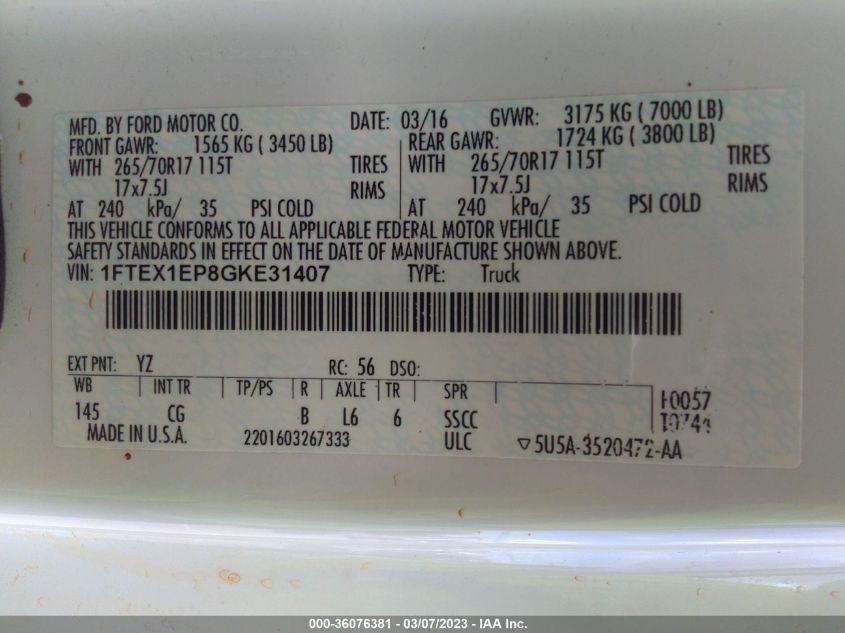 MFD. BY FORD MOTOR CO. DATE: 03/16 GVWR: 3175 KG ( 7000 LB)
FRONT GAWR: 1565 KG ( 3450 LB) REAR GAWR: 1724 KG ( 3800 LB)
WITH 265/70R17 115T TIRES WITH 265/70R17 115T TIRES
17x7.5J RIMS 17x7.5J RIMS
AT 240 kPa/ 35 PSI COLD AT 240 kPa/ 35 PSI COLD
THIS VEHICLE CONFORMS TO ALL APPLICABLE FEDERAL MOTOR VEHICLE
SAFETY STANDARDS IN EFFECT ON THE DATE OF MANUFACTURE SHOWN ABOVE.
VIN: 1FTEX1EP8GKE31407 TYPE: Truck
EXT PNT: YZ RC: 56 DSO:
WB INT TR TP/PS R AXLE TR SPR
145 CG B L6 6 SSCC
ULC
F0057
T0744
MADE IN U.S.A. 2201603267333 ▽5U5A-3520472-AA
000-36076381 - 03/07/2023 - IAA Inc.